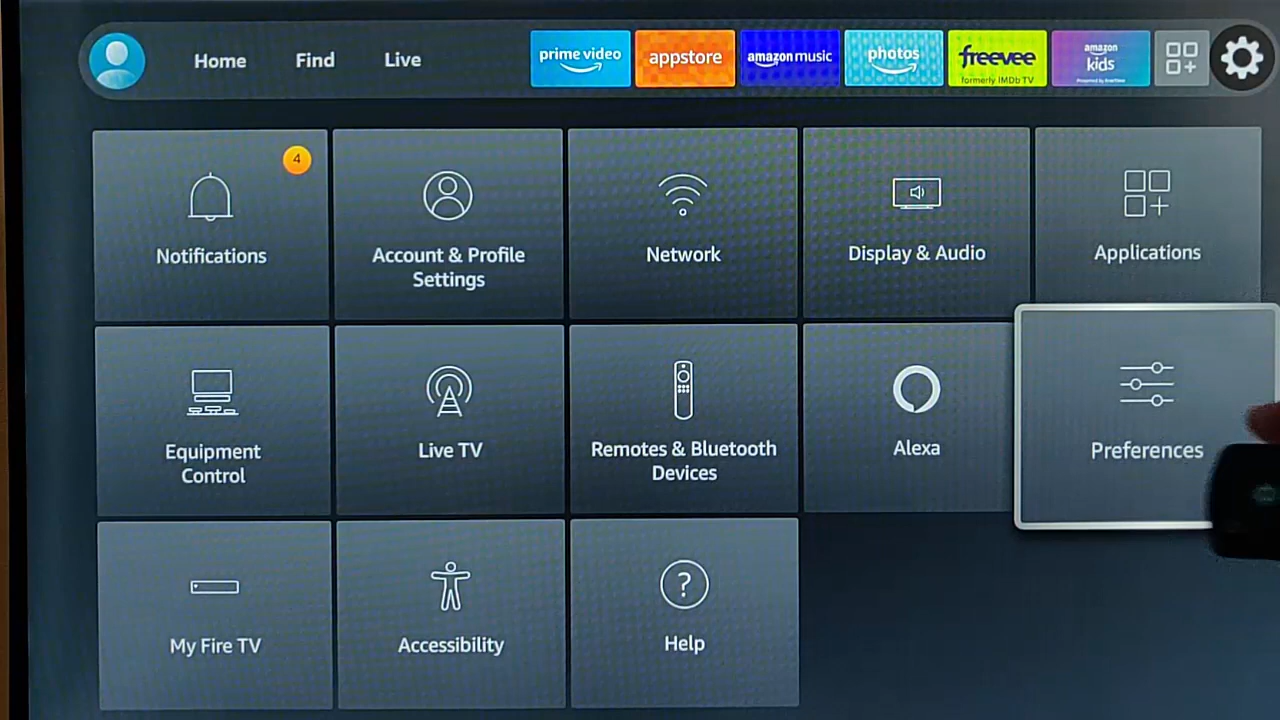 Home
Find
Live
prime video
appstore
amazon music
photos
freevee
formerly IMDb TV
amazon
kids
4
Notifications
Account & Profile
Settings
Network
Display & Audio
Applications
Equipment
Control
Live TV
Remotes & Bluetooth
Devices
Alexa
Preferences
My Fire TV
Accessibility
?
Help